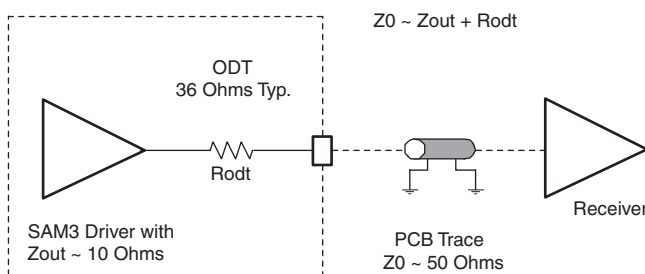 Z0 ~ Zout + Rodt
ODT
36 Ohms Typ.
Rodt
Receiver
SAM3 Driver with
Zout ~ 10 Ohms
PCB Trace
Z0 ~ 50 Ohms